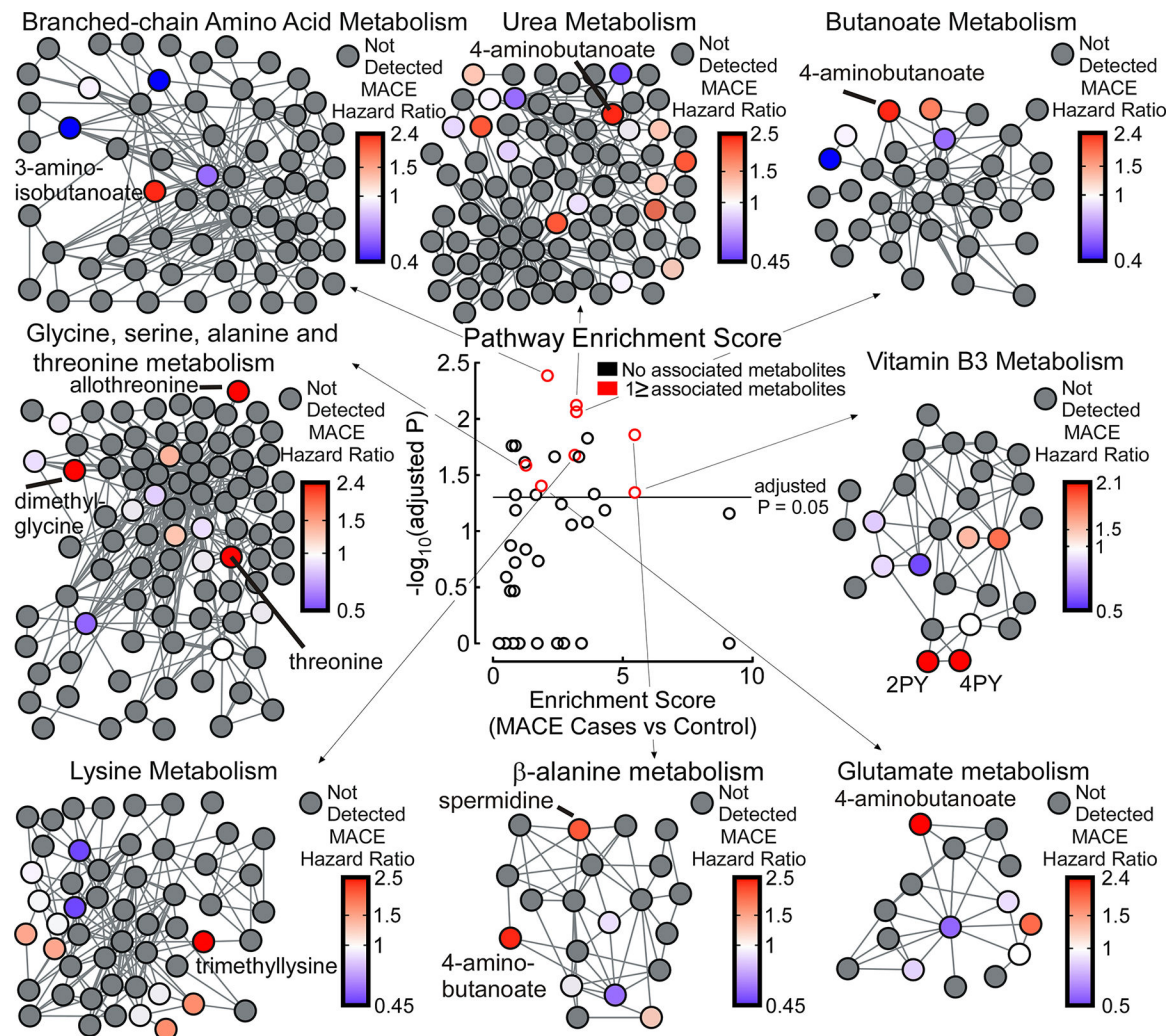 Branched-chain Amino Acid Metabolism
Not
Detected
MACE
Hazard Ratio
2.4
1.5
1
0.4
3-amino-
isobutanoate
Urea Metabolism
4-aminobutanoate
Not
Detected
MACE
Hazard Ratio
2.5
1.5
1
0.45
Butanoate Metabolism
4-aminobutanoate
Not
Detected
MACE
Hazard Ratio
2.4
1.5
1
0.4
Glycine, serine, alanine and
threonine metabolism
allothreonine
Not
Detected
MACE
Hazard Ratio
2.4
1.5
1
0.5
dimethyl-
glycine
threonine
Pathway Enrichment Score
No associated metabolites
1≥ associated metabolites
-log10(adjusted P)
2.5
2
1.5
1
0.5
0
adjusted
P = 0.05
0
5
10
Enrichment Score
(MACE Cases vs Control)
Vitamin B3 Metabolism
Not
Detected
MACE
Hazard Ratio
2.1
1.5
1
0.5
2PY
4PY
Lysine Metabolism
Not
Detected
MACE
Hazard Ratio
2.5
1.5
1
0.45
trimethyllysine
β-alanine metabolism
spermidine
Not
Detected
MACE
Hazard Ratio
2.5
1.5
1
0.45
4-amino-
butanoate
Glutamate metabolism
4-aminobutanoate
Not
Detected
MACE
Hazard Ratio
2.4
1.5
1
0.5